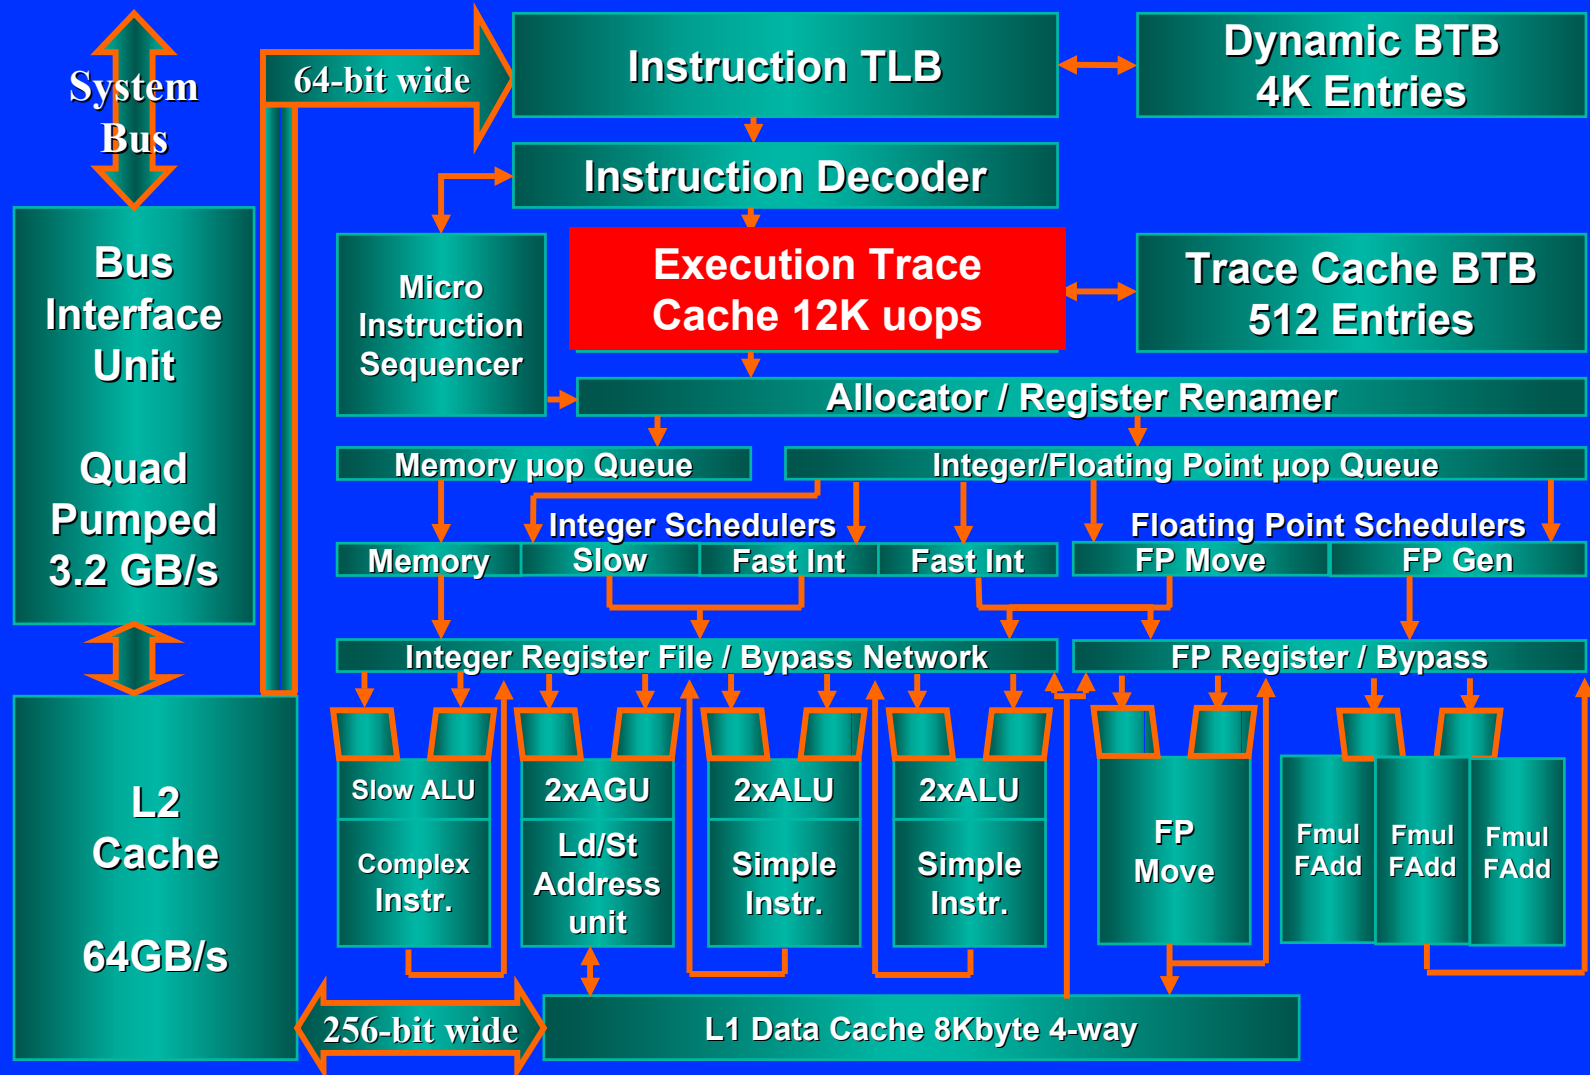 System
Bus
64-bit wide
Instruction TLB
Dynamic BTB
4K Entries
Instruction Decoder
Bus
Interface
Unit
Quad
Pumped
3.2 GB/s
Micro
Instruction
Sequencer
Execution Trace
Cache 12K uops
Trace Cache BTB
512 Entries
Allocator / Register Renamer
Memory µop Queue
Integer/Floating Point µop Queue
Integer Schedulers
Floating Point Schedulers
Memory
Slow
Fast Int
Fast Int
FP Move
FP Gen
Integer Register File / Bypass Network
FP Register / Bypass
L2
Cache
64GB/s
Slow ALU
Complex
Instr.
2xAGU
Ld/St
Address
unit
2xALU
Simple
Instr.
2xALU
Simple
Instr.
FP
Move
Fmul
FAdd
Fmul
FAdd
Fmul
FAdd
256-bit wide
L1 Data Cache 8Kbyte 4-way